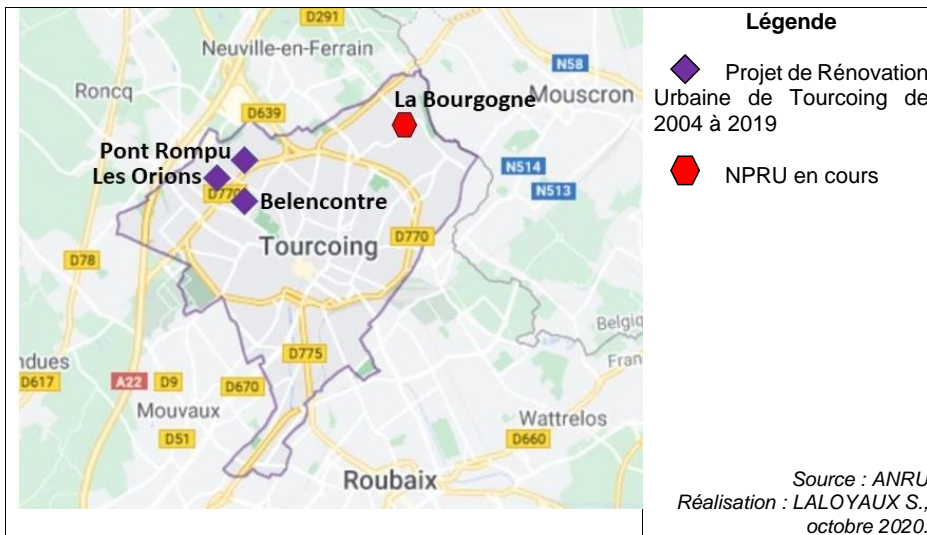 D291
Neuville-en-Ferrain
N58
Roncq
La Bourgogne
Mouscron
D639
Pont Rompu
N514
Les Orions
D770
N513
Belencontre
Tourcoing
D770
D78
Belgiq
ndues
D775
Fran
D617
A22
D9
D670
Mouvaux
Wattrelos
D51
D660
Roubaix
Légende
Projet de Rénovation
Urbaine de Tourcoing de
2004 à 2019
NPRU en cours
Source : ANRU
Réalisation : LALOYAUX S.,
octobre 2020.